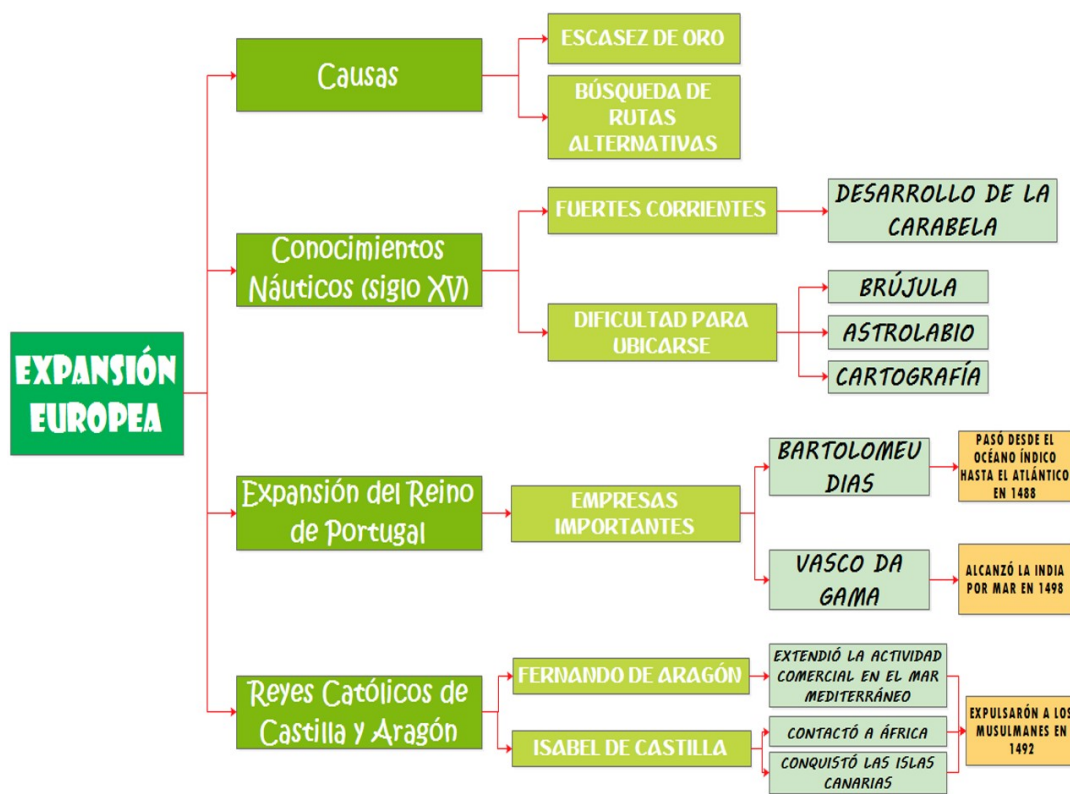 EXPANSIÓN
EUROPEA
Causas
ESCASEZ DE ORO
BÚSQUEDA DE
RUTAS
ALTERNATIVAS
Conocimientos
Náuticos (siglo XV)
FUERTES CORRIENTES
DESARROLLO DE LA
CARABELA
DIFICULTAD PARA
UBICARSE
BRÚJULA
ASTROLABIO
CARTOGRAFÍA
Expansión del Reino
de Portugal
EMPRESAS
IMPORTANTES
BARTOLOMEU
DIAS
PASÓ DESDE EL
OCÉANO ÍNDICO
HASTA EL ATLÁNTICO
EN 1488
VASCO DA
GAMA
ALCANZÓ LA INDIA
POR MAR EN 1498
Reyes Católicos de
Castilla y Aragón
FERNANDO DE ARAGÓN
EXTENDIÓ LA ACTIVIDAD
COMERCIAL EN EL MAR
MEDITERRÁNEO
ISABEL DE CASTILLA
CONTACTÓ A ÁFRICA
CONQUISTÓ LAS ISLAS
CANARIAS
EXPULSARÓN A LOS
MUSULMANES EN
1492